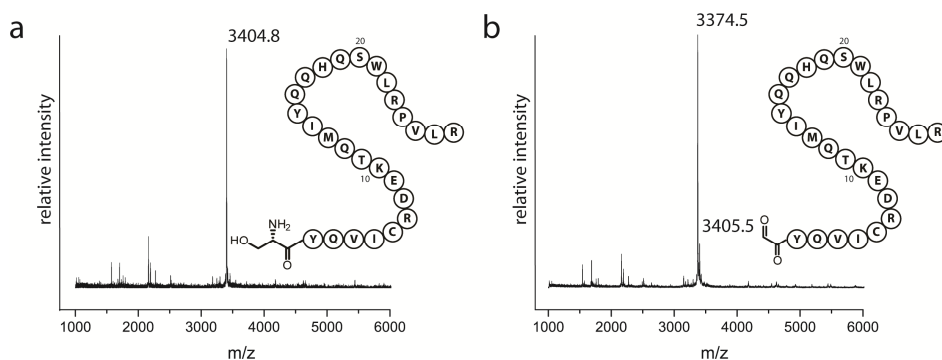 a
3404.8
relative intensity
HO
NH₂
O
Y Q V I C R D E K T Q M I Y Q Q H Q S W L R P V L R
10
20
1000 2000 3000 4000 5000 6000
m/z
b
3374.5
3405.5
relative intensity
O
O
Y Q V I C R D E K T Q M I Y Q Q H Q S W L R P V L R
10
20
1000 2000 3000 4000 5000 6000
m/z